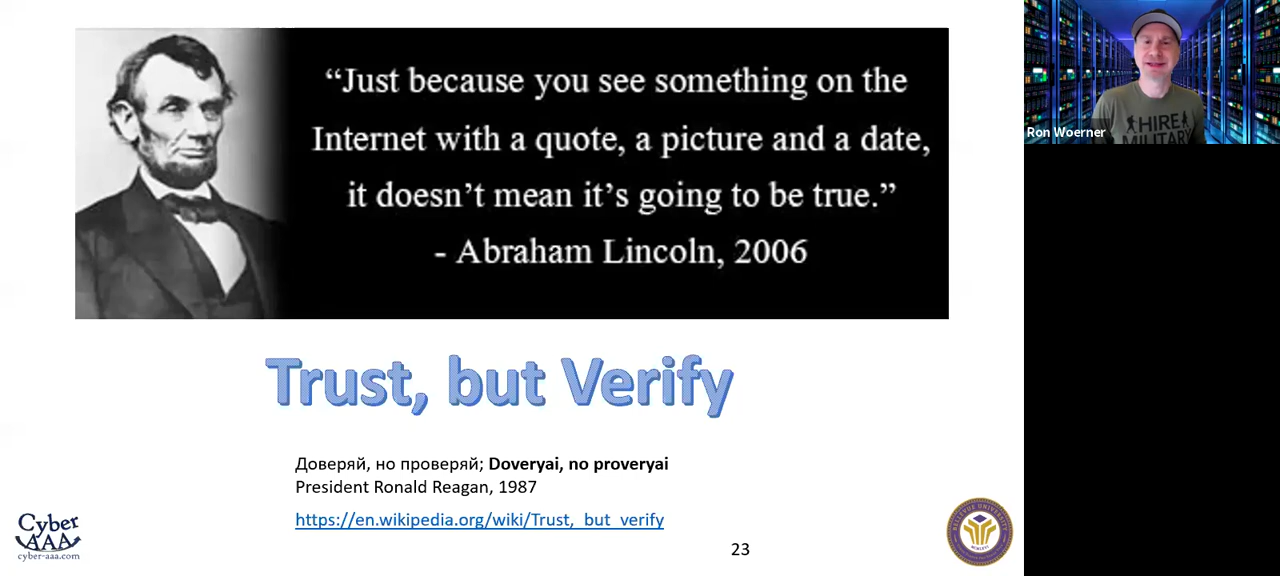 “Just because you see something on the
Internet with a quote, a picture and a date,
it doesn’t mean it’s going to be true.”
- Abraham Lincoln, 2006
Ron Woerner
HIRE
MILITARY
Trust, but Verify
Доверяй, но проверяй; Doveryai, no proveryai
President Ronald Reagan, 1987
https://en.wikipedia.org/wiki/Trust,_but_verify
Cyber
AAA
cyber-aaa.com
BELLEVUE UNIVERSITY
23